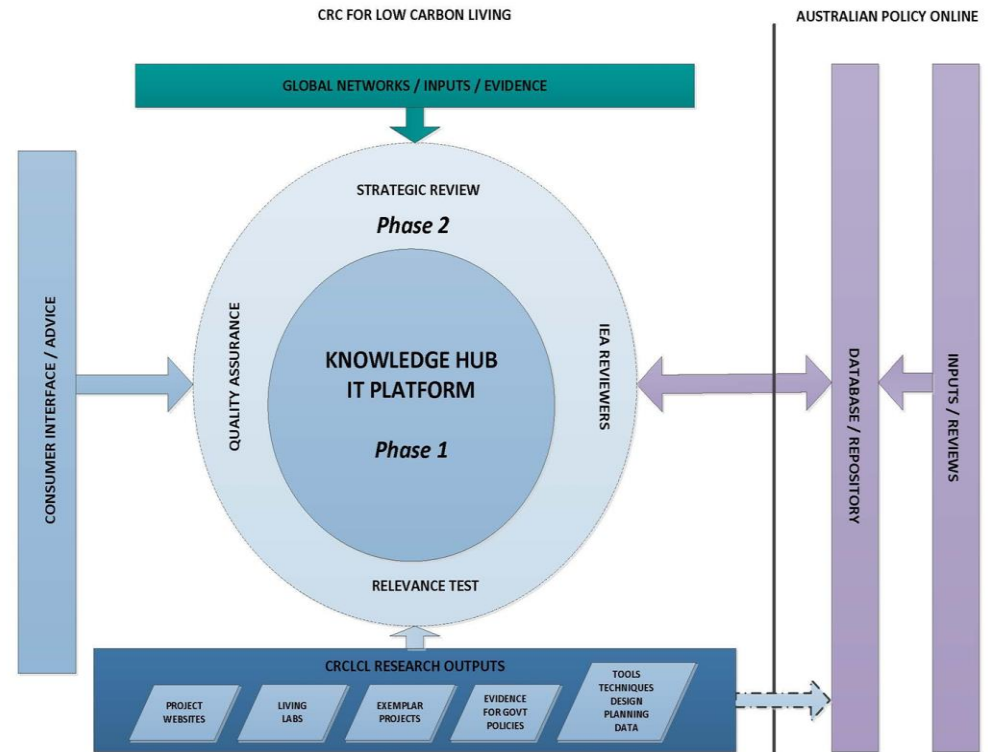 CRC FOR LOW CARBON LIVING
AUSTRALIAN POLICY ONLINE
GLOBAL NETWORKS / INPUTS / EVIDENCE
STRATEGIC REVIEW
Phase 2
CONSUMER INTERFACE / ADVICE
QUALITY ASSURANCE
KNOWLEDGE HUB
IT PLATFORM
Phase 1
IEA REVIEWERS
DATABASE / REPOSITORY
INPUTS / REVIEWS
RELEVANCE TEST
CRCLCL RESEARCH OUTPUTS
PROJECT
WEBSITES
LIVING
LABS
EXEMPLAR
PROJECTS
EVIDENCE
FOR GOVT
POLICIES
TOOLS
TECHNIQUES
DESIGN
PLANNING
DATA